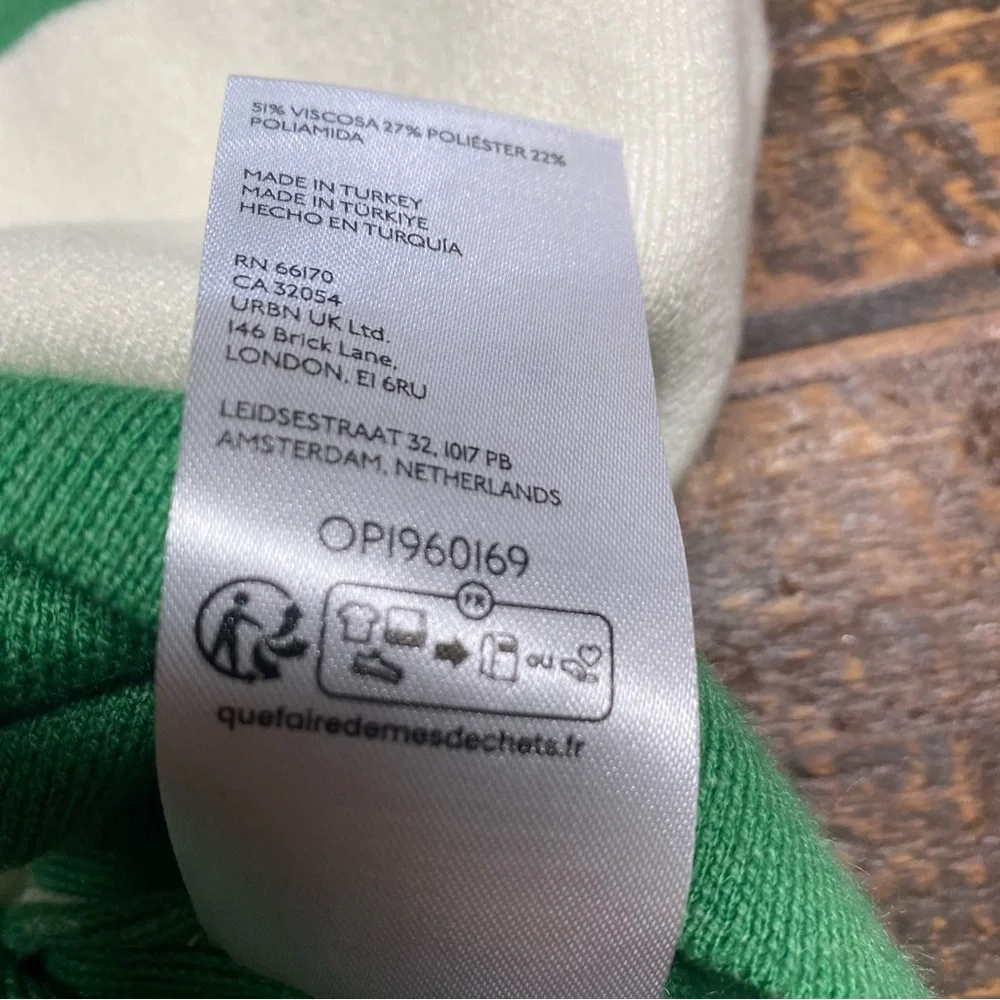 51% VISCOSA 27% POLIÉSTER 22%
POLIAMIDA
MADE IN TURKEY
MADE IN TÜRKIYE
HECHO EN TURQUÍA
RN 66170
CA 32054
URBN UK Ltd.
146 Brick Lane,
LONDON, E1 6RU
LEIDSESTRAAT 32, 1017 PB
AMSTERDAM, NETHERLANDS
OP1960169
FR
ou
quefairedemesdechets.fr